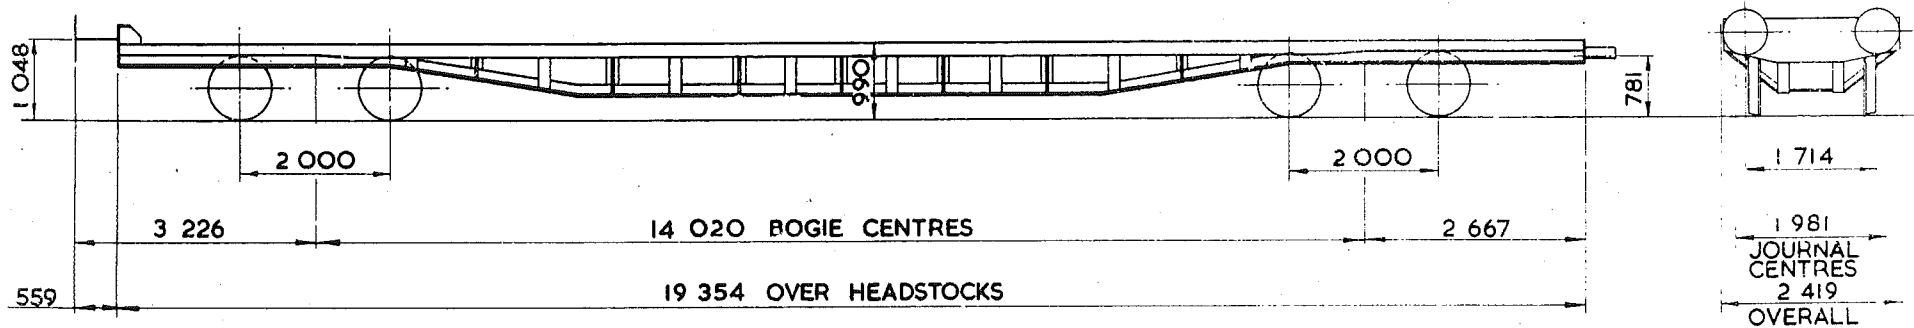 1 048
990
781
2 000
2 000
1 714
3 226
14 020 BOGIE CENTRES
2 667
1 981
JOURNAL
CENTRES
559
19 354 OVER HEADSTOCKS
2 419
OVERALL